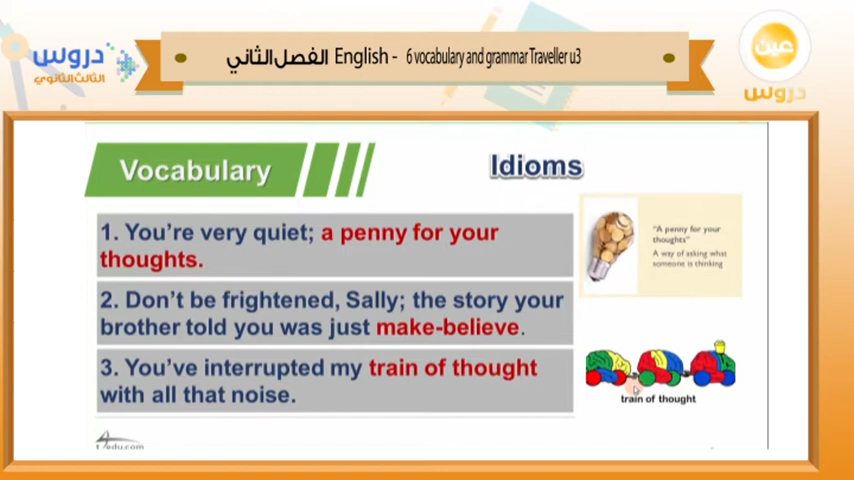 دروس
الثالث الثانوي
الفصل الثاني English - 6 vocabulary and grammar Traveller u3
عين
دروس
Vocabulary
Idioms
1. You're very quiet; a penny for your
thoughts.
2. Don't be frightened, Sally; the story your
brother told you was just make-believe.
3. You've interrupted my train of thought
with all that noise.
"A penny for your
thoughts"
A way of asking what
someone is thinking
train of thought